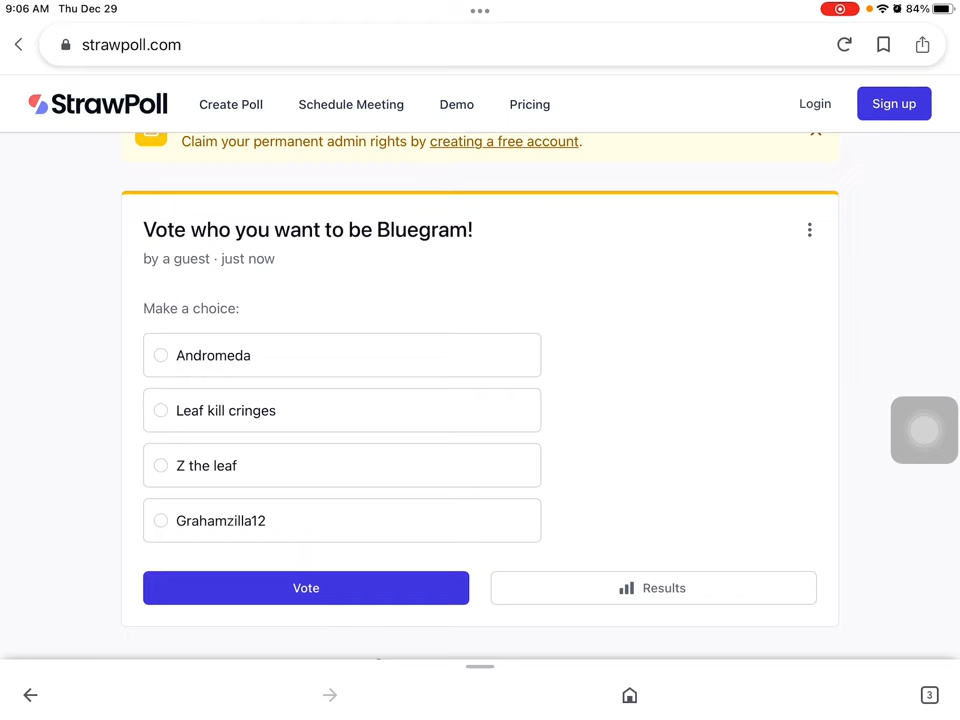 9:06 AM Thu Dec 29
84%
strawpoll.com
StrawPoll Create Poll Schedule Meeting Demo Pricing Login Sign up
Claim your permanent admin rights by creating a free account.
Vote who you want to be Bluegram!
by a guest · just now
Make a choice:
Andromeda
Leaf kill cringes
Z the leaf
Grahamzilla12
Vote
Results
3